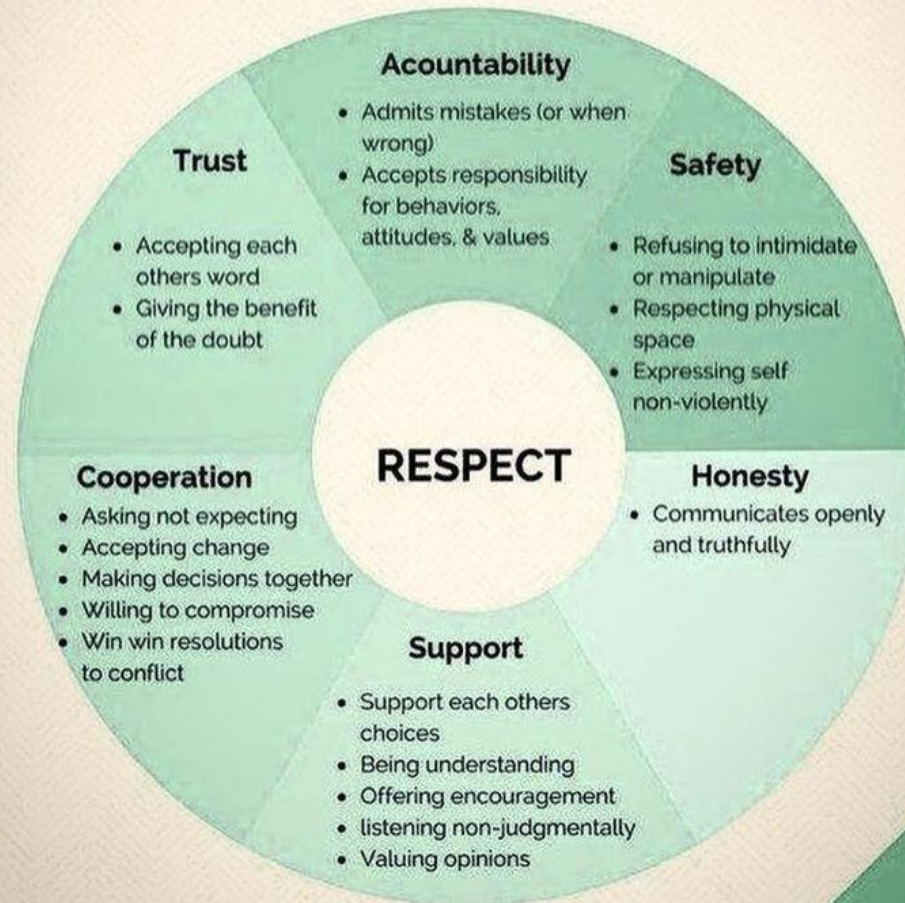 Acountability
• Admits mistakes (or when
wrong)
• Accepts responsibility
for behaviors,
attitudes, & values
Safety
• Refusing to intimidate
or manipulate
• Respecting physical
space
• Expressing self
non-violently
Honesty
• Communicates openly
and truthfully
Support
• Support each others
choices
• Being understanding
• Offering encouragement
• listening non-judgmentally
• Valuing opinions
Cooperation
• Asking not expecting
• Accepting change
• Making decisions together
• Willing to compromise
• Win win resolutions
to conflict
Trust
• Accepting each
others word
• Giving the benefit
of the doubt
RESPECT